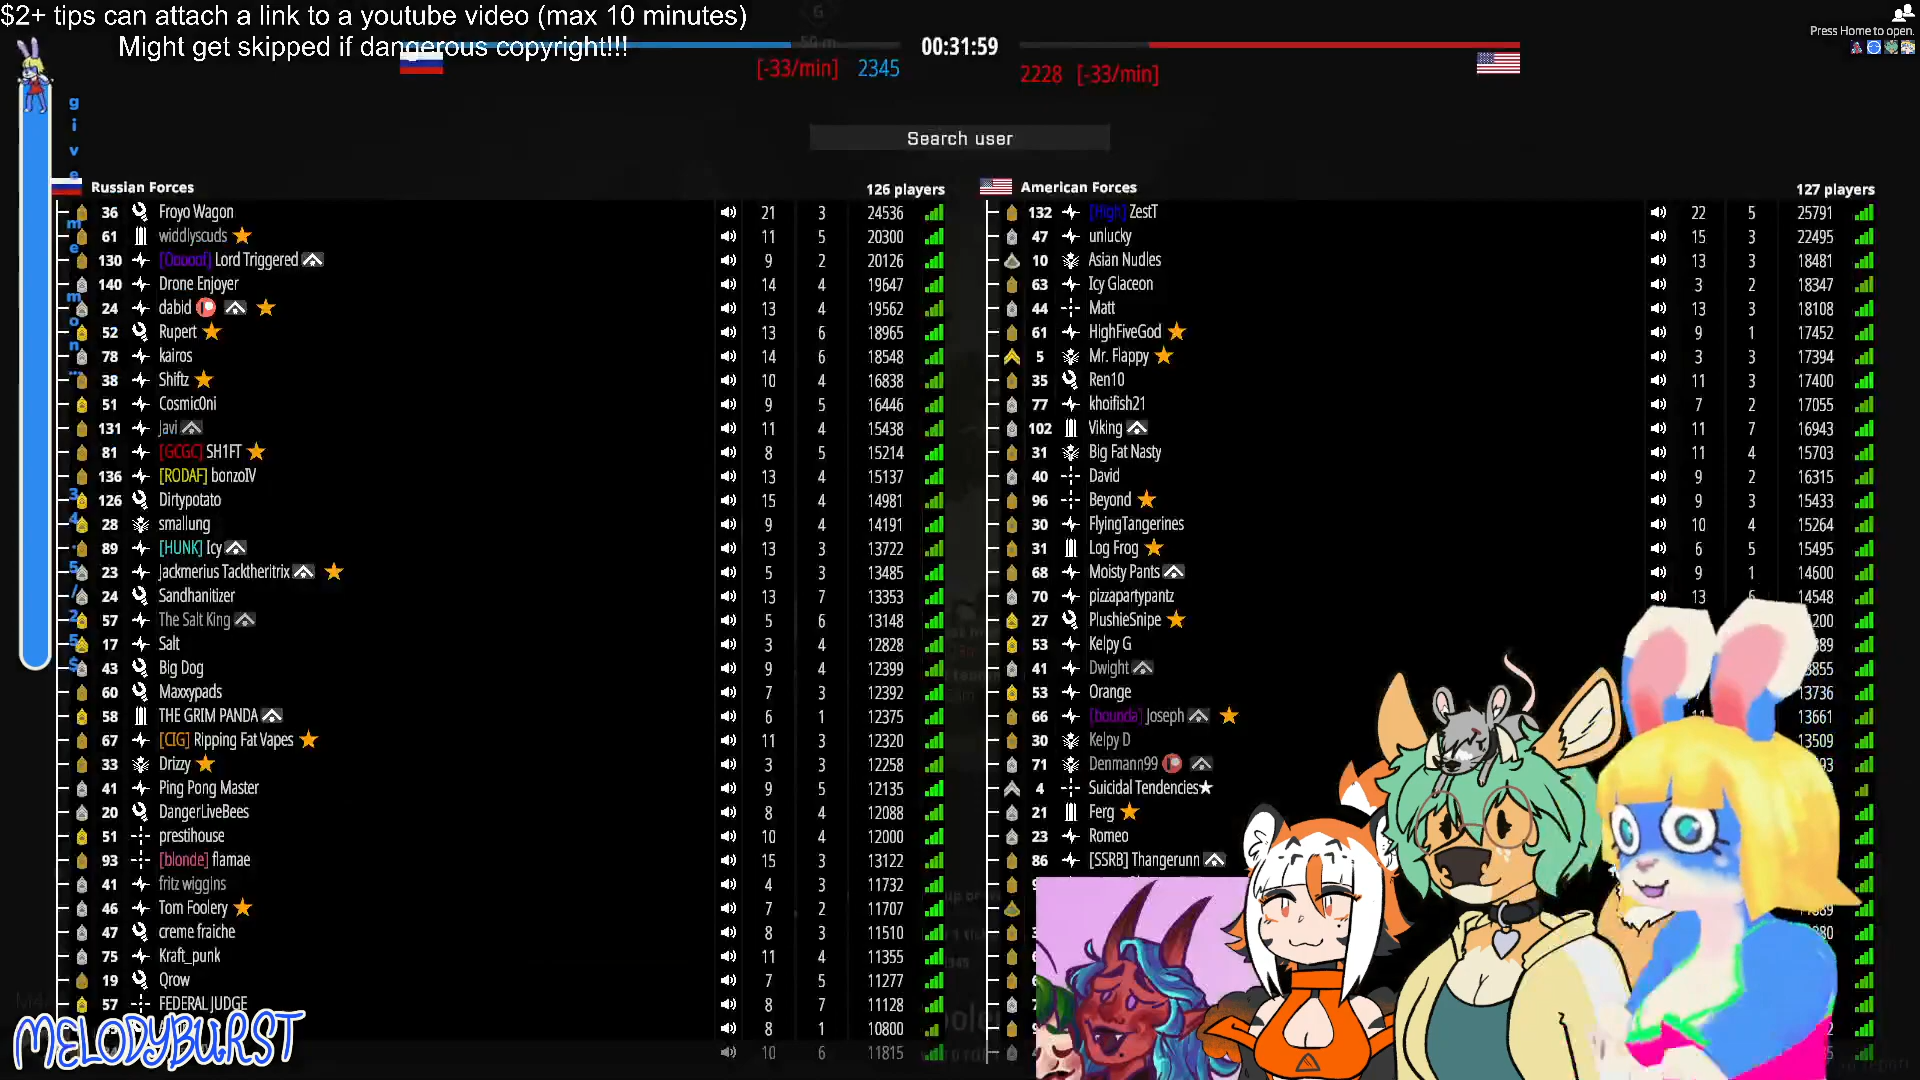 $2+ tips can attach a link to a youtube video (max 10 minutes)
Might get skipped if dangerous copyright!!!
50 m
[-33/min] 2345
00:31:59
2228 [-33/min]
Press Home to open.
give me mon... 34.5/25$
Search user
Russian Forces 126 players
36 Froyo Wagon 21 3 24536
61 widdlyscuds 11 5 20300
130 [Ooooof] Lord Triggered 9 2 20126
140 Drone Enjoyer 14 4 19647
24 dabid 13 4 19562
52 Rupert 13 6 18965
78 kairos 14 6 18548
38 Shiftz 10 4 16838
51 Cosmic0ni 9 5 16446
131 Javi 11 4 15438
81 [GCGC] SH1FT 8 5 15214
136 [RODAF] bonzoIV 13 4 15137
126 Dirtypotato 15 4 14981
28 smallung 9 4 14191
89 [HUNK] Icy 13 3 13722
23 Jackmerius Tacktheritrix 5 3 13485
24 Sandhanitizer 13 7 13353
57 The Salt King 5 6 13148
17 Salt 3 4 12828
43 Big Dog 9 4 12399
60 Maxxypads 7 3 12392
58 THE GRIM PANDA 6 1 12375
67 [CIG] Ripping Fat Vapes 11 3 12320
33 Drizzy 3 3 12258
41 Ping Pong Master 9 5 12135
20 DangerLiveBees 8 4 12088
51 prestihouse 10 4 12000
93 [blonde] flamae 15 3 13122
41 fritz wiggins 4 3 11732
46 Tom Foolery 7 2 11707
47 creme fraiche 8 3 11510
75 Kraft_punk 11 4 11355
19 Qrow 7 5 11277
57 FEDERAL JUDGE 8 7 11128
8 1 10800
10 6 11815
American Forces 127 players
132 [High] ZestT 22 5 25791
47 unlucky 15 3 22495
10 Asian Nudles 13 3 18481
63 Icy Glaceon 3 2 18347
44 Matt 13 3 18108
61 HighFiveGod 9 1 17452
5 Mr. Flappy 3 3 17394
35 Ren10 11 3 17400
77 khoifish21 7 2 17055
102 Viking 11 7 16943
31 Big Fat Nasty 11 4 15703
40 David 9 2 16315
96 Beyond 9 3 15433
30 FlyingTangerines 10 4 15264
31 Log Frog 6 5 15495
68 Moisty Pants 9 1 14600
70 pizzapartypantz 13 6 14548
27 PlushieSnipe
53 Kelpy G
41 Dwight
53 Orange 13736
66 [bounda] Joseph 13661
30 Kelpy D 13509
71 Denmann99
4 Suicidal Tendencies★
21 Ferg
23 Romeo
86 [SSRB] Thangerunn
MELODYBURST